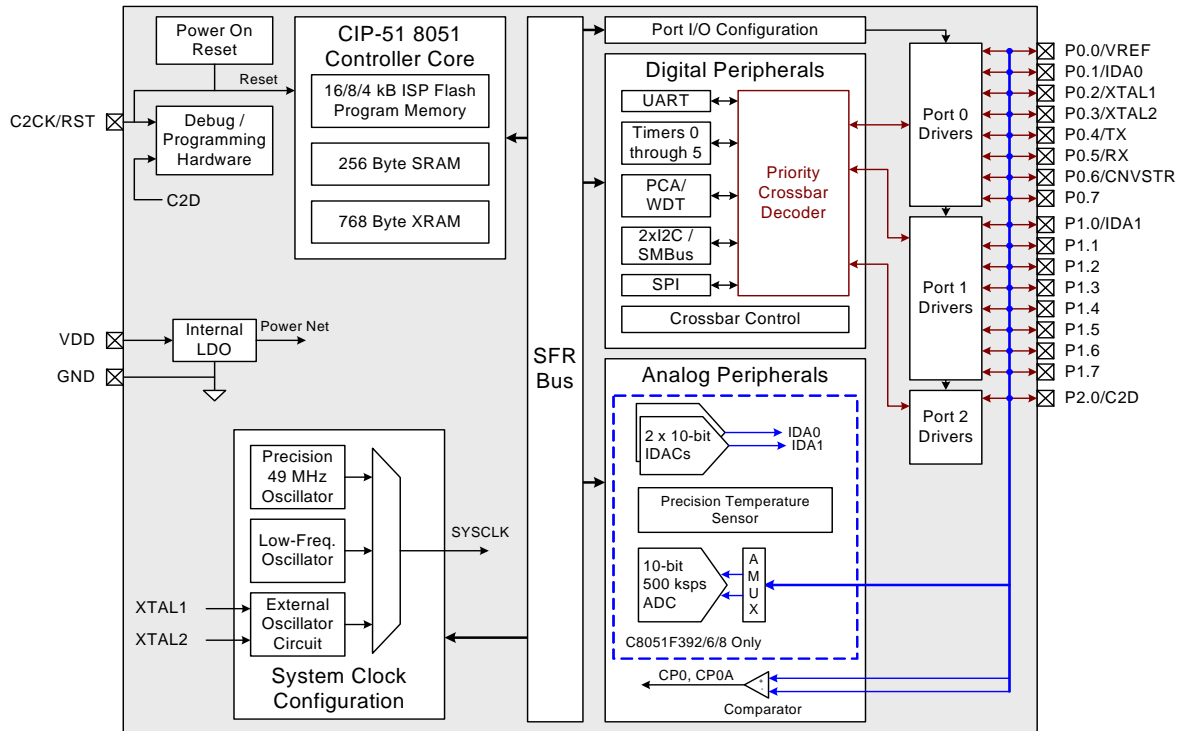 Power On
Reset
Reset
C2CK/RST
Debug /
Programming
Hardware
C2D
CIP-51 8051
Controller Core
16/8/4 kB ISP Flash
Program Memory
256 Byte SRAM
768 Byte XRAM
VDD
GND
Internal
LDO
Power Net
Precision
49 MHz
Oscillator
Low-Freq.
Oscillator
External
Oscillator
Circuit
XTAL1
XTAL2
SYSCLK
System Clock
Configuration
SFR
Bus
Port I/O Configuration
Digital Peripherals
UART
Timers 0
through 5
PCA/
WDT
2xI2C /
SMBus
SPI
Priority
Crossbar
Decoder
Crossbar Control
Analog Peripherals
2 x 10-bit
IDACs
IDA0
IDA1
Precision Temperature
Sensor
10-bit
500 ksps
ADC
A
M
U
X
C8051F392/6/8 Only
CP0, CP0A
+
-
Comparator
Port 0
Drivers
Port 1
Drivers
Port 2
Drivers
P0.0/VREF
P0.1/IDA0
P0.2/XTAL1
P0.3/XTAL2
P0.4/TX
P0.5/RX
P0.6/CNVSTR
P0.7
P1.0/IDA1
P1.1
P1.2
P1.3
P1.4
P1.5
P1.6
P1.7
P2.0/C2D